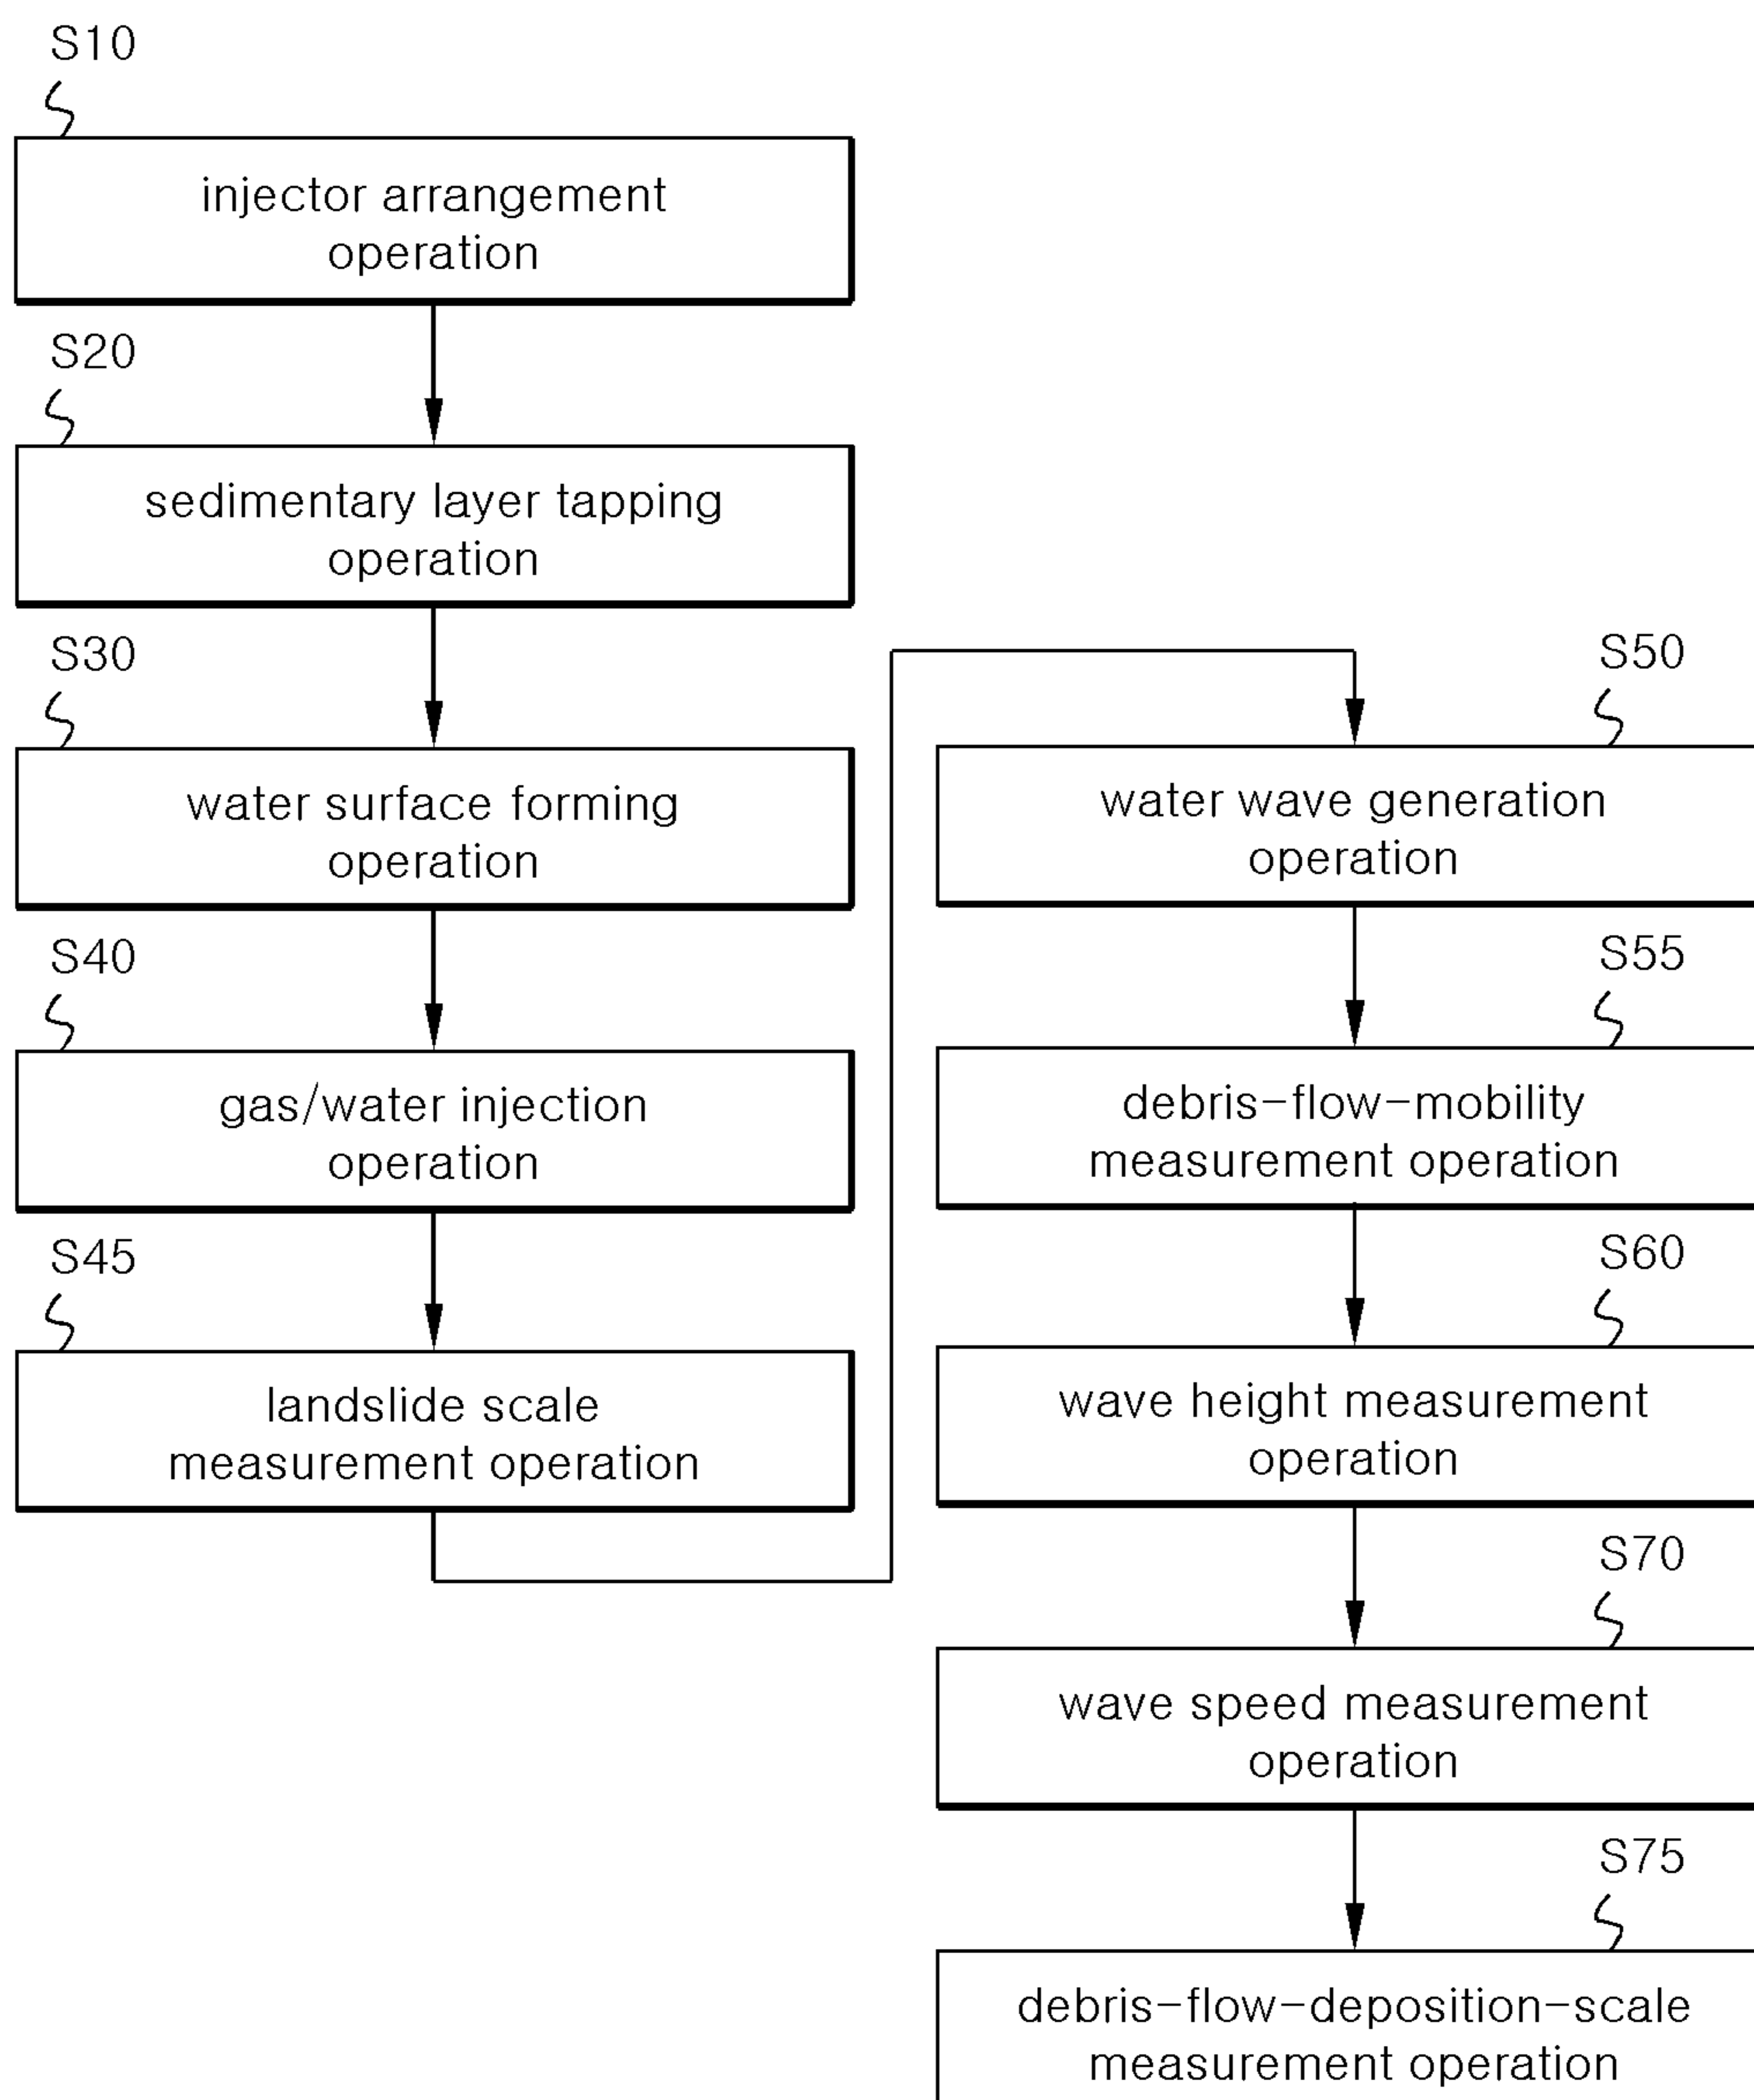 S10
injector arrangement
operation
S20
sedimentary layer tapping
operation
S30
water surface forming
operation
S40
gas/water injection
operation
S45
landslide scale
measurement operation
S50
water wave generation
operation
S55
debris-flow-mobility
measurement operation
S60
wave height measurement
operation
S70
wave speed measurement
operation
S75
debris-flow-deposition-scale
measurement operation